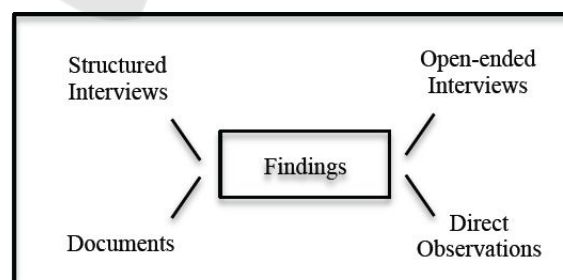 Structured
Interviews
Open-ended
Interviews
Findings
Documents
Direct
Observations